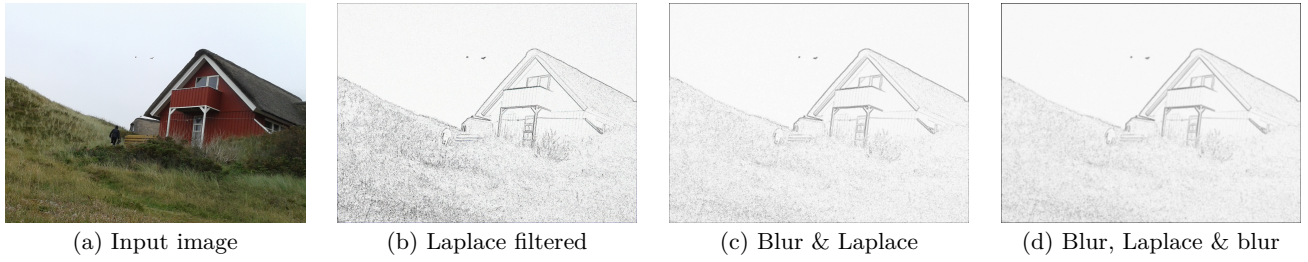 (a) Input image
(b) Laplace filtered
(c) Blur & Laplace
(d) Blur, Laplace & blur